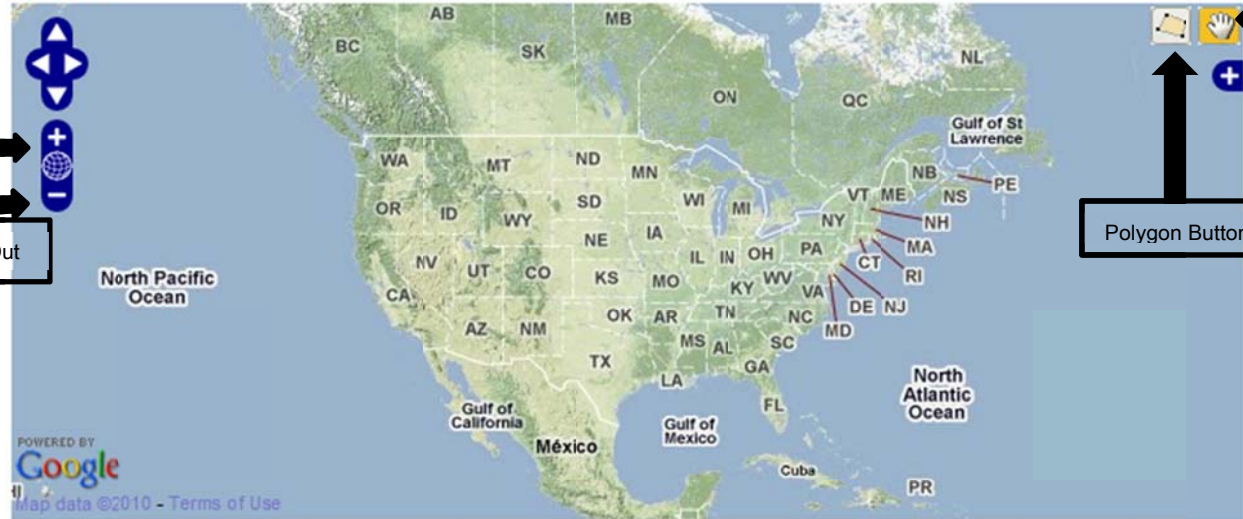 AB
MB
BC
SK
NL
ON
QC
Gulf of St
Lawrence
WA
MT
ND
MN
NB
PE
OR
ID
SD
WI
MI
VT
ME
NS
WY
NY
NH
NE
IA
MA
NV
UT
CO
IL
IN
OH
PA
CT
RI
Polygon Button
out
North Pacific
Ocean
KS
MO
KY
WV
VA
CA
DE
NJ
OK
AR
TN
NC
MD
AZ
NM
MS
AL
SC
TX
GA
LA
FL
North
Atlantic
Ocean
Gulf of
California
Gulf of
Mexico
México
Cuba
PR
POWERED BY
Google
HI
Map data ©2010 - Terms of Use